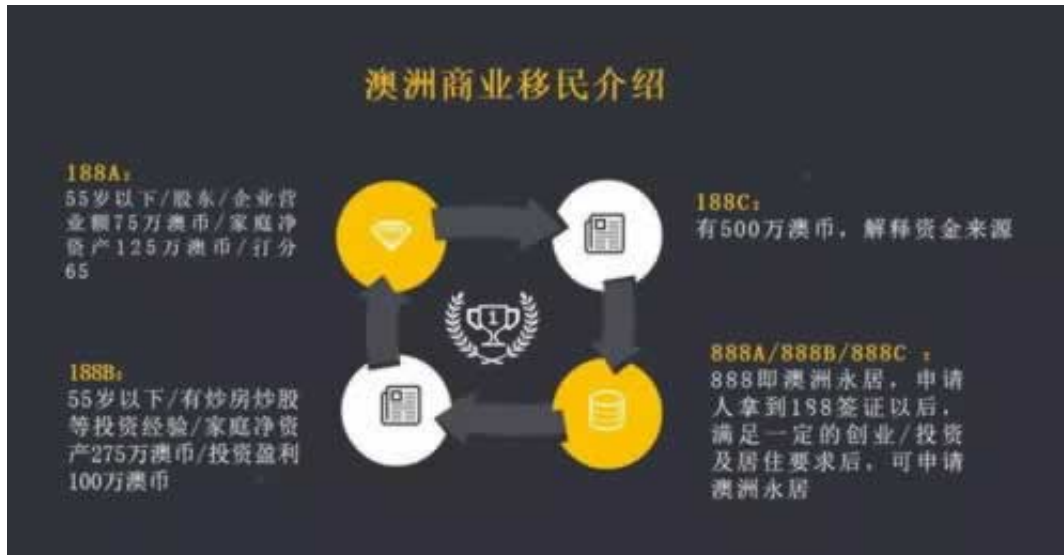 澳洲商业移民介绍
188A:
55岁以下/股东/企业营
业额75万澳币/家庭净
资产125万澳币/打分
65
188C:
有500万澳币，解释资金来源
188B:
55岁以下/有炒房炒股
等投资经验/家庭净资
产275万澳币/投资盈利
100万澳币
888A/888B/888C ：
888即澳洲永居，申请
人拿到188签证以后，
满足一定的创业/投资
及居住要求后，可申请
澳洲永居
1